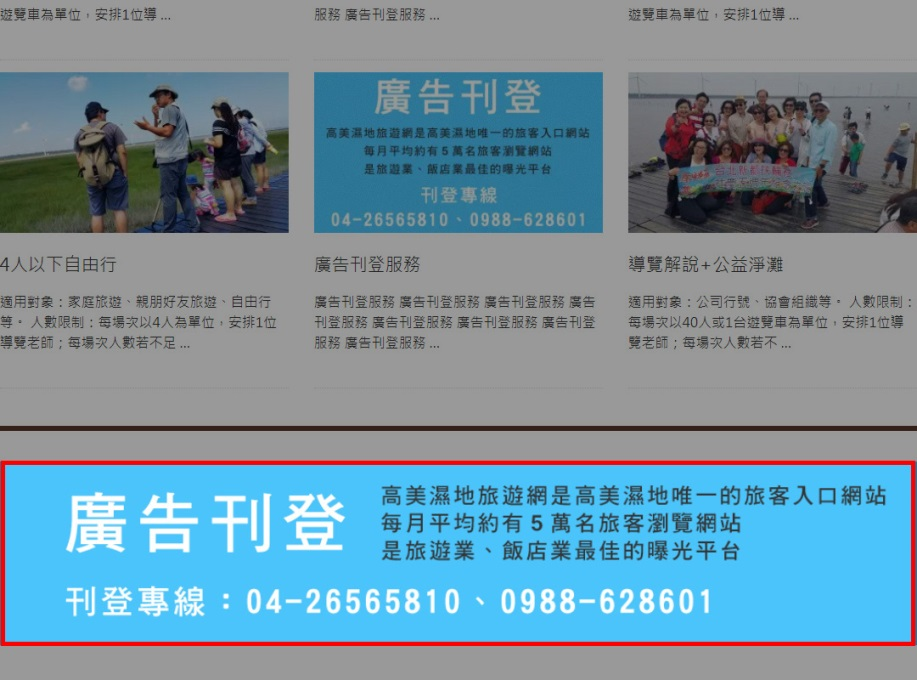 遊覽車為單位，安排1位導 ...
服務 廣告刊登服務 ...
遊覽車為單位，安排1位導 ...
廣告刊登
高美濕地旅遊網是高美濕地唯一的旅客入口網站
每月平均約有 5 萬名旅客瀏覽網站
是旅遊業、飯店業最佳的曝光平台
刊登專線
04-26565810、0988-628601
4人以下自由行
適用對象：家庭旅遊、親朋好友旅遊、自由行
等。 人數限制：每場次以4人為單位，安排1位
導覽老師；每場次人數若不足 ...
廣告刊登服務
廣告刊登服務 廣告刊登服務 廣告刊登服務 廣告
刊登服務 廣告刊登服務 廣告刊登服務 廣告刊登
服務 廣告刊登服務 ...
導覽解說+公益淨灘
適用對象：公司行號、協會組織等。 人數限制：
每場次以40人或1台遊覽車為單位，安排1位導
覽老師；每場次人數若不 ...
廣告刊登
高美濕地旅遊網是高美濕地唯一的旅客入口網站
每月平均約有 5 萬名旅客瀏覽網站
是旅遊業、飯店業最佳的曝光平台
刊登專線：04-26565810、0988-628601